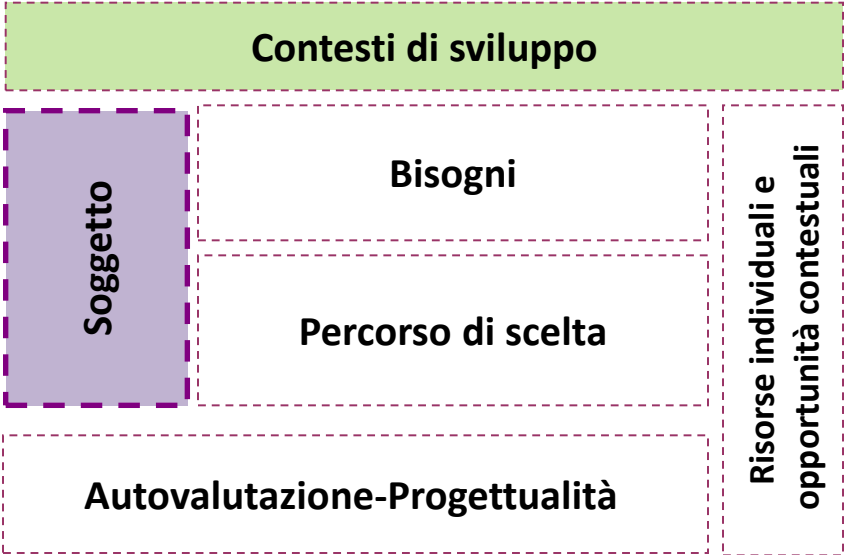 Contesti di sviluppo
Soggetto
Bisogni
Percorso di scelta
Autovalutazione-Progettualità
Risorse individuali e
opportunità contestuali